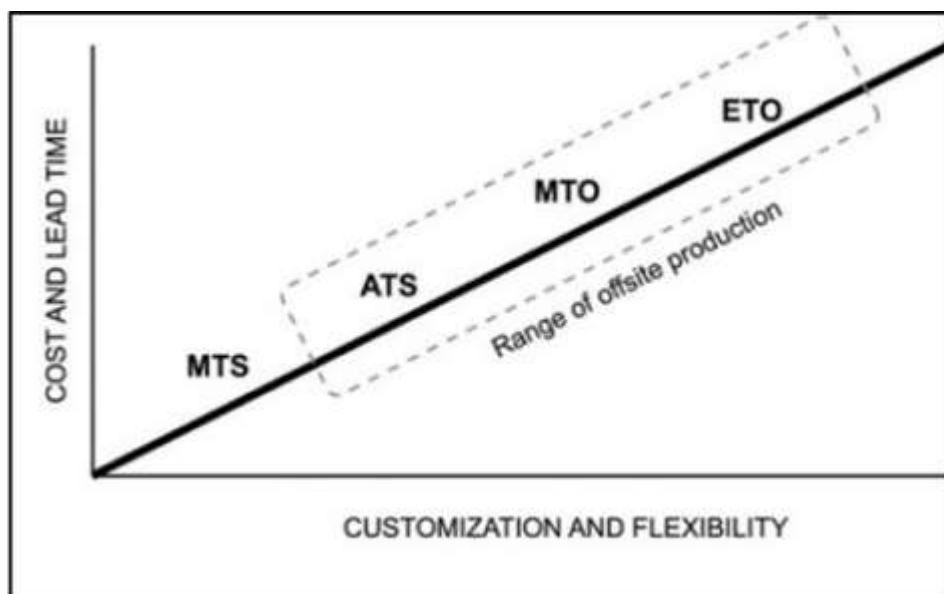 COST AND LEAD TIME
ETO
MTO
ATS
MTS
Range of offsite production
CUSTOMIZATION AND FLEXIBILITY